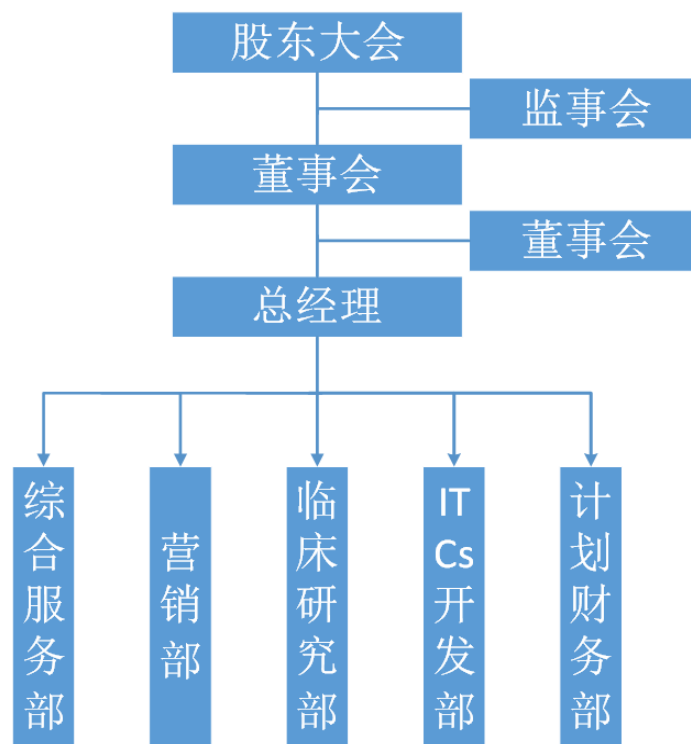 股东大会
监事会
董事会
董事会
总经理
综合服务部
营销部
临床研究部
ITCs开发部
计划财务部